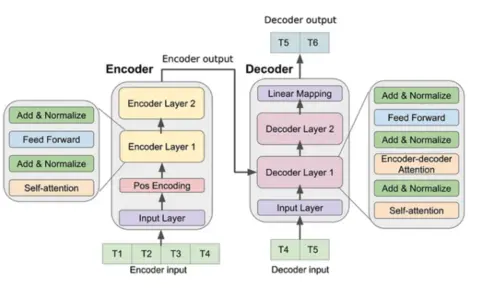 Decoder output
T5 T6
Encoder output
Encoder
Decoder
Encoder Layer 2
Encoder Layer 1
Pos Encoding
Input Layer
T1 T2 T3 T4
Encoder input
Add & Normalize
Feed Forward
Add & Normalize
Self-attention
Linear Mapping
Decoder Layer 2
Decoder Layer 1
Input Layer
T4 T5
Decoder input
Add & Normalize
Feed Forward
Add & Normalize
Encoder-decoder
Attention
Add & Normalize
Self-attention